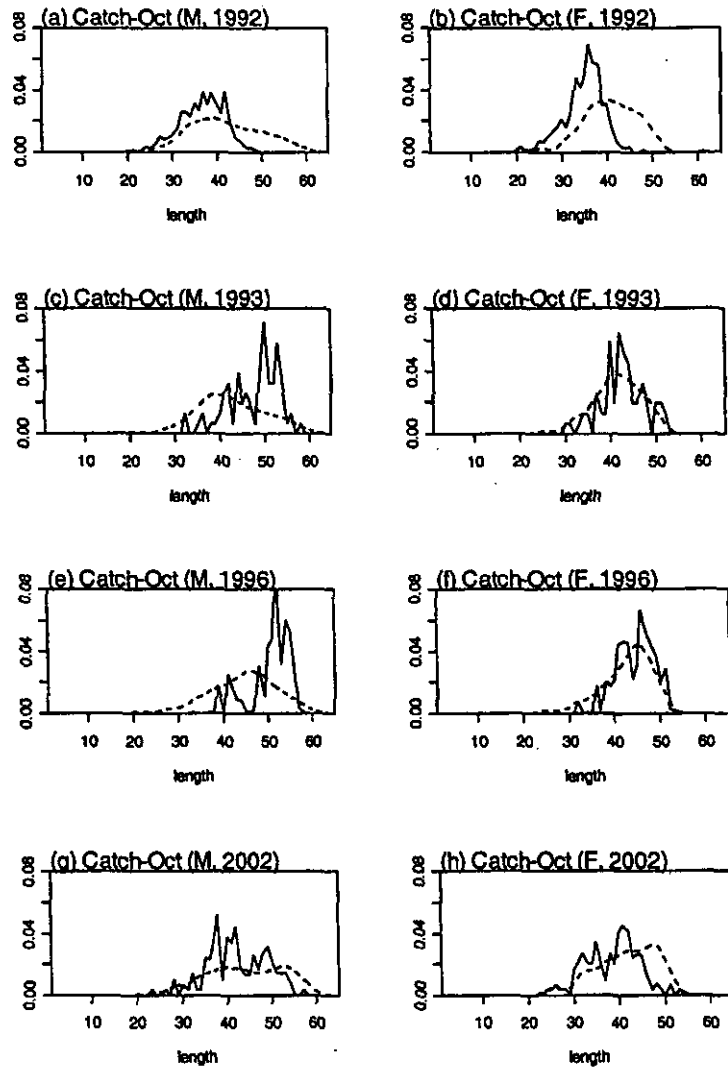 (a) Catch-Oct (M, 1992)
0.08
0.04
0.00
10 20 30 40 50 60
length
(b) Catch-Oct (F, 1992)
0.08
0.04
0.00
10 20 30 40 50 60
length
(c) Catch-Oct (M, 1993)
0.08
0.04
0.00
10 20 30 40 50 60
length
(d) Catch-Oct (F, 1993)
0.08
0.04
0.00
10 20 30 40 50 60
length
(e) Catch-Oct (M, 1996)
0.08
0.04
0.00
10 20 30 40 50 60
length
(f) Catch-Oct (F, 1996)
0.08
0.04
0.00
10 20 30 40 50 60
length
(g) Catch-Oct (M, 2002)
0.08
0.04
0.00
10 20 30 40 50 60
length
(h) Catch-Oct (F, 2002)
0.08
0.04
0.00
10 20 30 40 50 60
length